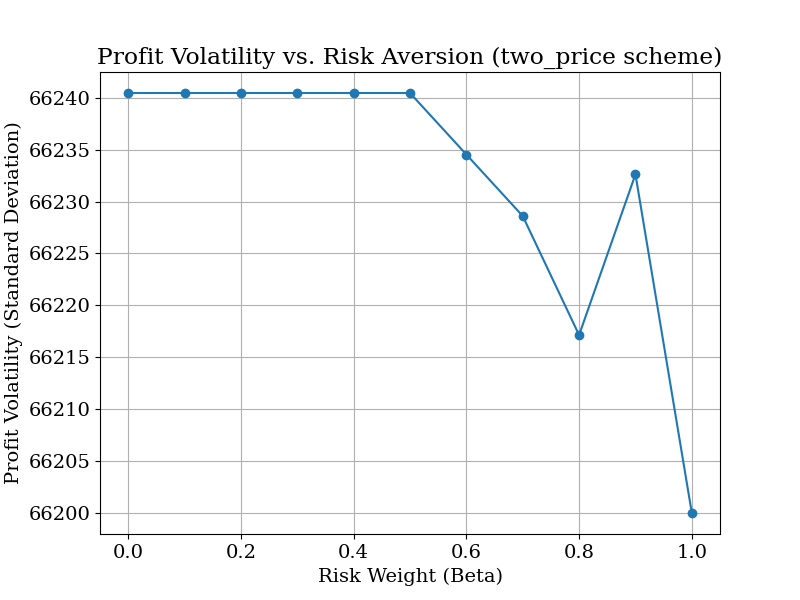 Profit Volatility vs. Risk Aversion (two_price scheme)
Profit Volatility (Standard Deviation)
66240
66235
66230
66225
66220
66215
66210
66205
66200
0.0 0.2 0.4 0.6 0.8 1.0
Risk Weight (Beta)